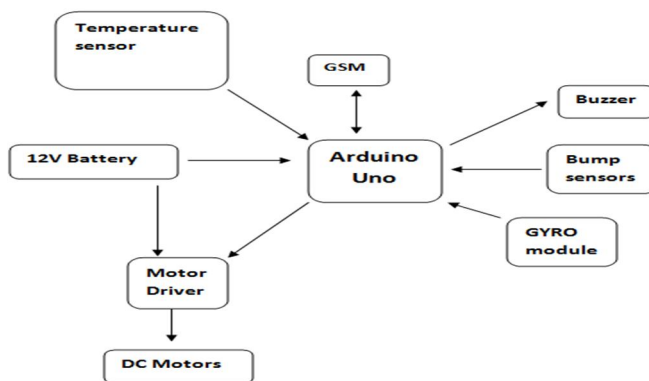 Temperature
sensor
GSM
Buzzer
12V Battery
Arduino
Uno
Bump
sensors
GYRO
module
Motor
Driver
DC Motors